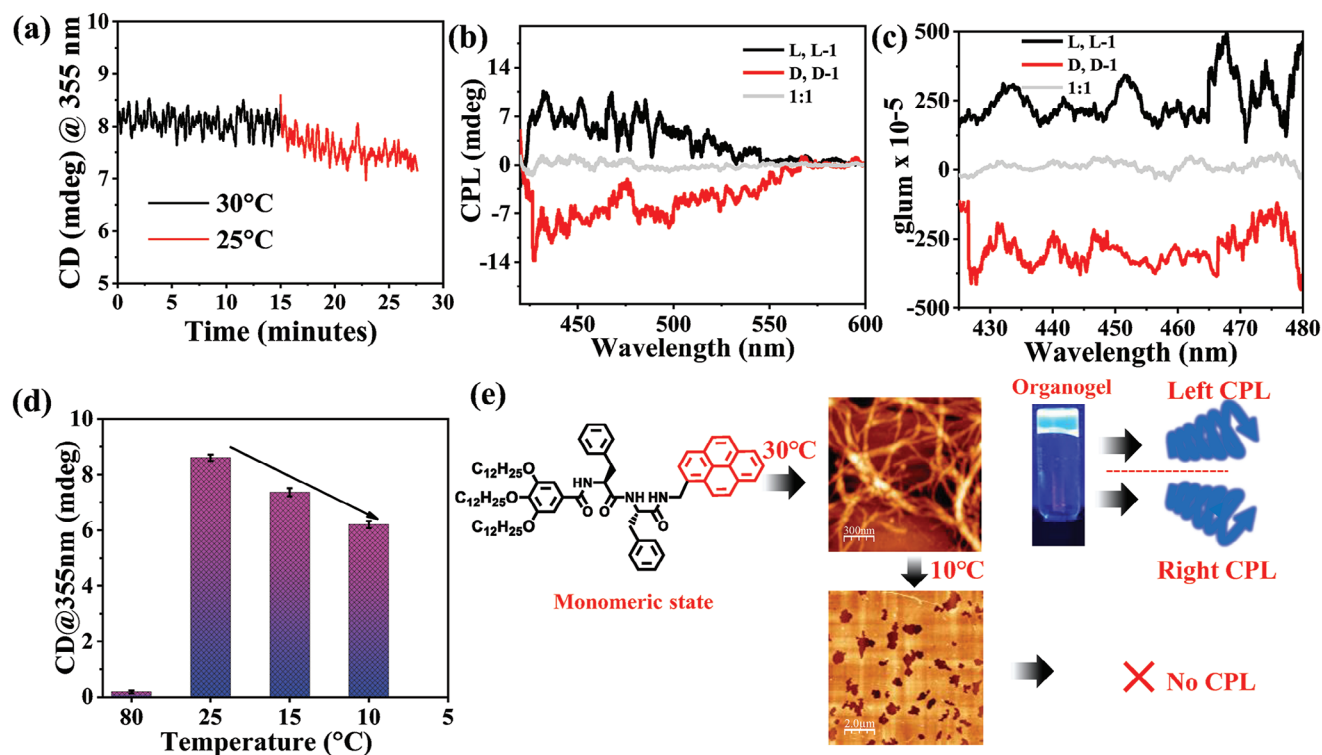 (a)
CD (mdeg) @ 355 nm
10
9
8
7
6
5
30°C
25°C
0
5
10
15
20
25
30
Time (minutes)
(b)
CPL (mdeg)
14
7
0
-7
-14
L, L-1
D, D-1
1:1
450
500
550
600
Wavelength (nm)
(c)
glum x 10-5
500
250
0
-250
-500
L, L-1
D, D-1
1:1
430
440
450
460
470
480
Wavelength (nm)
(d)
CD@355nm (mdeg)
10
8
6
4
2
0
80
25
15
10
5
Temperature (°C)
(e)
C12H25O
C12H25O
C12H25O
H
N
O
O
HN
O
HN
Monomeric state
30°C
300nm
10°C
2.0µm
Organogel
Left CPL
Right CPL
No CPL